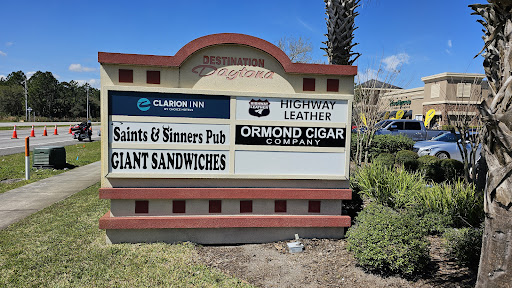 DESTINATION
Daytona
CLARION INN
BY CHOICE HOTELS
HIGHWAY
LEATHER
Saints & Sinners Pub
ORMOND CIGAR
COMPANY
GIANT SANDWICHES